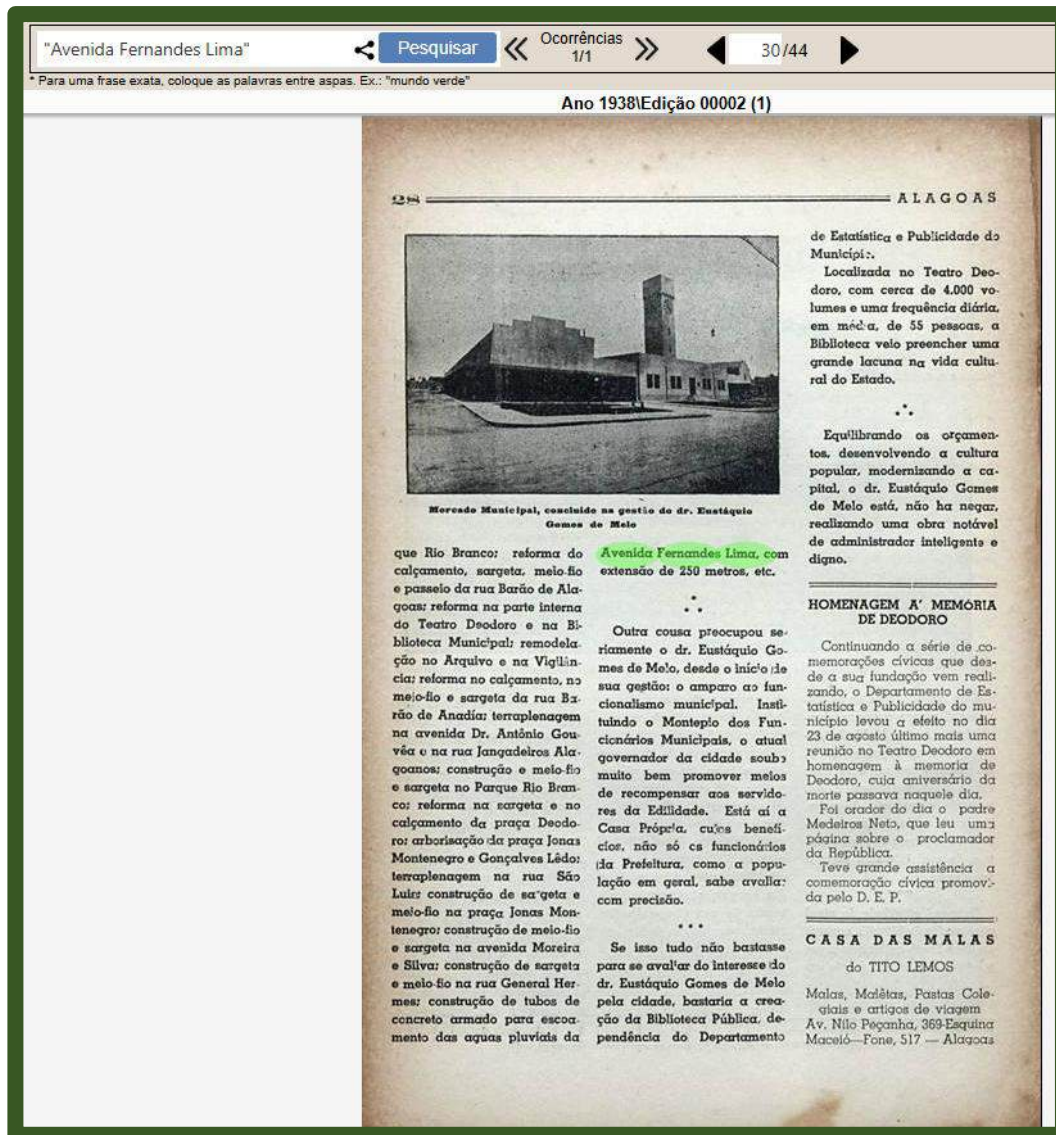 "Avenida Fernandes Lima"
Pesquisar
Ocorrências
1/1
30/44
* Para uma frase exata, coloque as palavras entre aspas. Ex.: "mundo verde"
Ano 1938\Edição 00002 (1)
28
ALAGOAS
Mercado Municipal, concluido na gestão do dr. Eustáquio
Gomes de Melo
que Rio Branco; reforma do
calçamento, sargeta, meio-fio
e passeio da rua Barão de Ala-
goas; reforma na parte interna
do Teatro Deodoro e na Bi-
blioteca Municipal; remodela-
ção no Arquivo e na Vigilân-
cia; reforma no calçamento, no
meio-fio e sargeta da rua Ba-
rão de Anadía; terraplenagem
na avenida Dr. Antônio Gou-
vêa e na rua Jangadeiros Ala-
goanos; construção e meio-fio
e sargeta no Parque Rio Bran-
co; reforma na sargeta e no
calçamento da praça Deodo-
ro; arborisação da praça Jonas
Montenegro e Gonçalves Lêdo;
terraplenagem na rua São
Luiz; construção de sargeta e
meio-fio na praça Jonas Mon-
tenegro; construção de meio-fio
e sargeta na avenida Moreira
e Silva; construção de sargeta
e meio-fio na rua General Her-
mes; construção de tubos de
concreto armado para escoa-
mento das aguas pluviais da
Avenida Fernandes Lima, com
extensão de 250 metros, etc.
Outra cousa preocupou se-
riamente o dr. Eustáquio Go-
mes de Melo, desde o início de
sua gestão: o amparo ao fun-
cionalismo municipal. Insti-
tuindo o Montepio dos Fun-
cionários Municipais, o atual
governador da cidade soube
muito bem promover meios
de recompensar aos servido-
res da Edilidade. Está aí a
Casa Própria, cujos benefí-
cios, não só os funcionários
da Prefeitura, como a popu-
lação em geral, sabe avaliar
com precisão.
Se isso tudo não bastasse
para se avaliar do interesse do
dr. Eustáquio Gomes de Melo
pela cidade, bastaria a crea-
ção da Biblioteca Pública, de-
pendência do Departamento
de Estatística e Publicidade do
Município.
Localizada no Teatro Deo-
doro, com cerca de 4.000 vo-
lumes e uma frequência diária,
em média, de 55 pessoas, a
Biblioteca veio preencher uma
grande lacuna na vida cultu-
ral do Estado.
Equilibrando os orçamen-
tos, desenvolvendo a cultura
popular, modernizando a ca-
pital, o dr. Eustáquio Gomes
de Melo está, não ha negar,
realizando uma obra notável
de administrador inteligente e
digno.
HOMENAGEM A' MEMÓRIA
DE DEODORO
Continuando a série de co-
memorações cívicas que des-
de a sua fundação vem reali-
zando, o Departamento de Es-
tatística e Publicidade do mu-
nicípio levou a efeito no dia
23 de agosto último mais uma
reunião no Teatro Deodoro em
homenagem à memoria de
Deodoro, cuja aniversário da
morte passava naquele dia.
Foi orador do dia o padre
Medeiros Neto, que leu uma
página sobre o proclamador
da República.
Teve grande assistência a
comemoração cívica promovi-
da pelo D. E. P.
CASA DAS MALAS
do TITO LEMOS
Malas, Malêtas, Pastas Cole-
giais e artigos de viagem
Av. Nilo Peçanha, 369-Esquina
Maceió—Fone, 517 — Alagoas